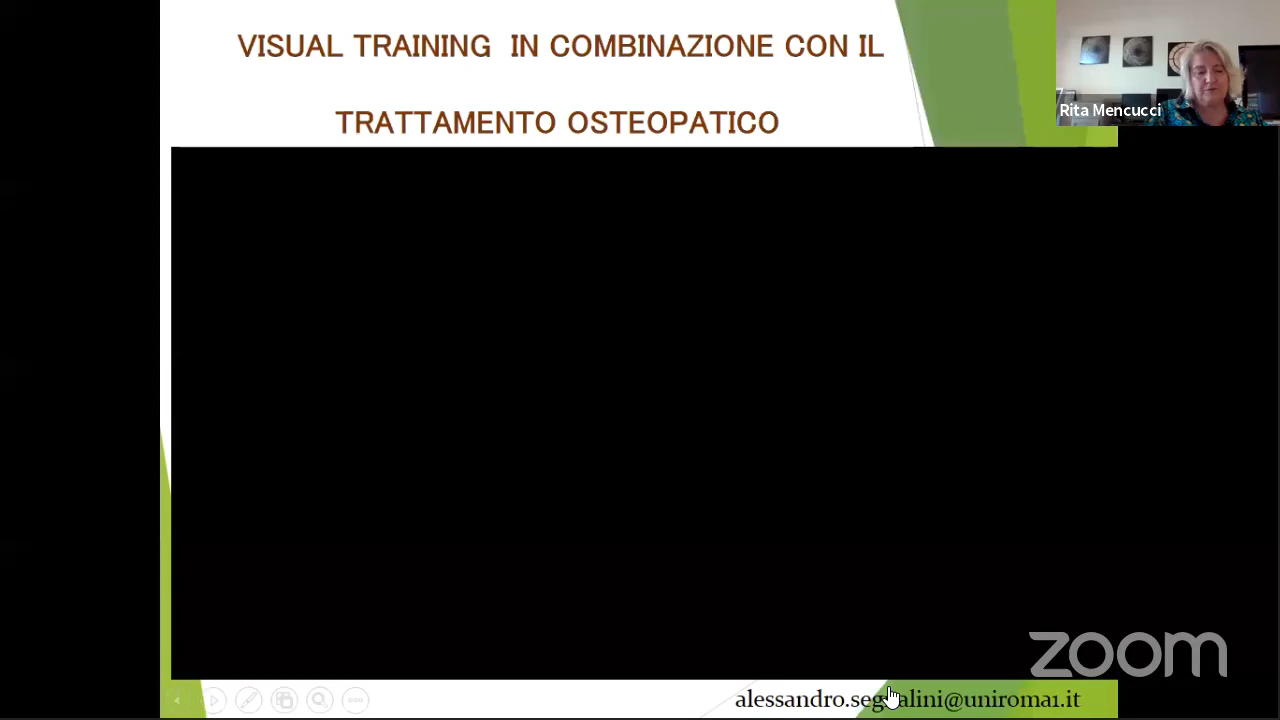 VISUAL TRAINING IN COMBINAZIONE CON IL
TRATTAMENTO OSTEOPATICO
Rita Mencucci
zoom